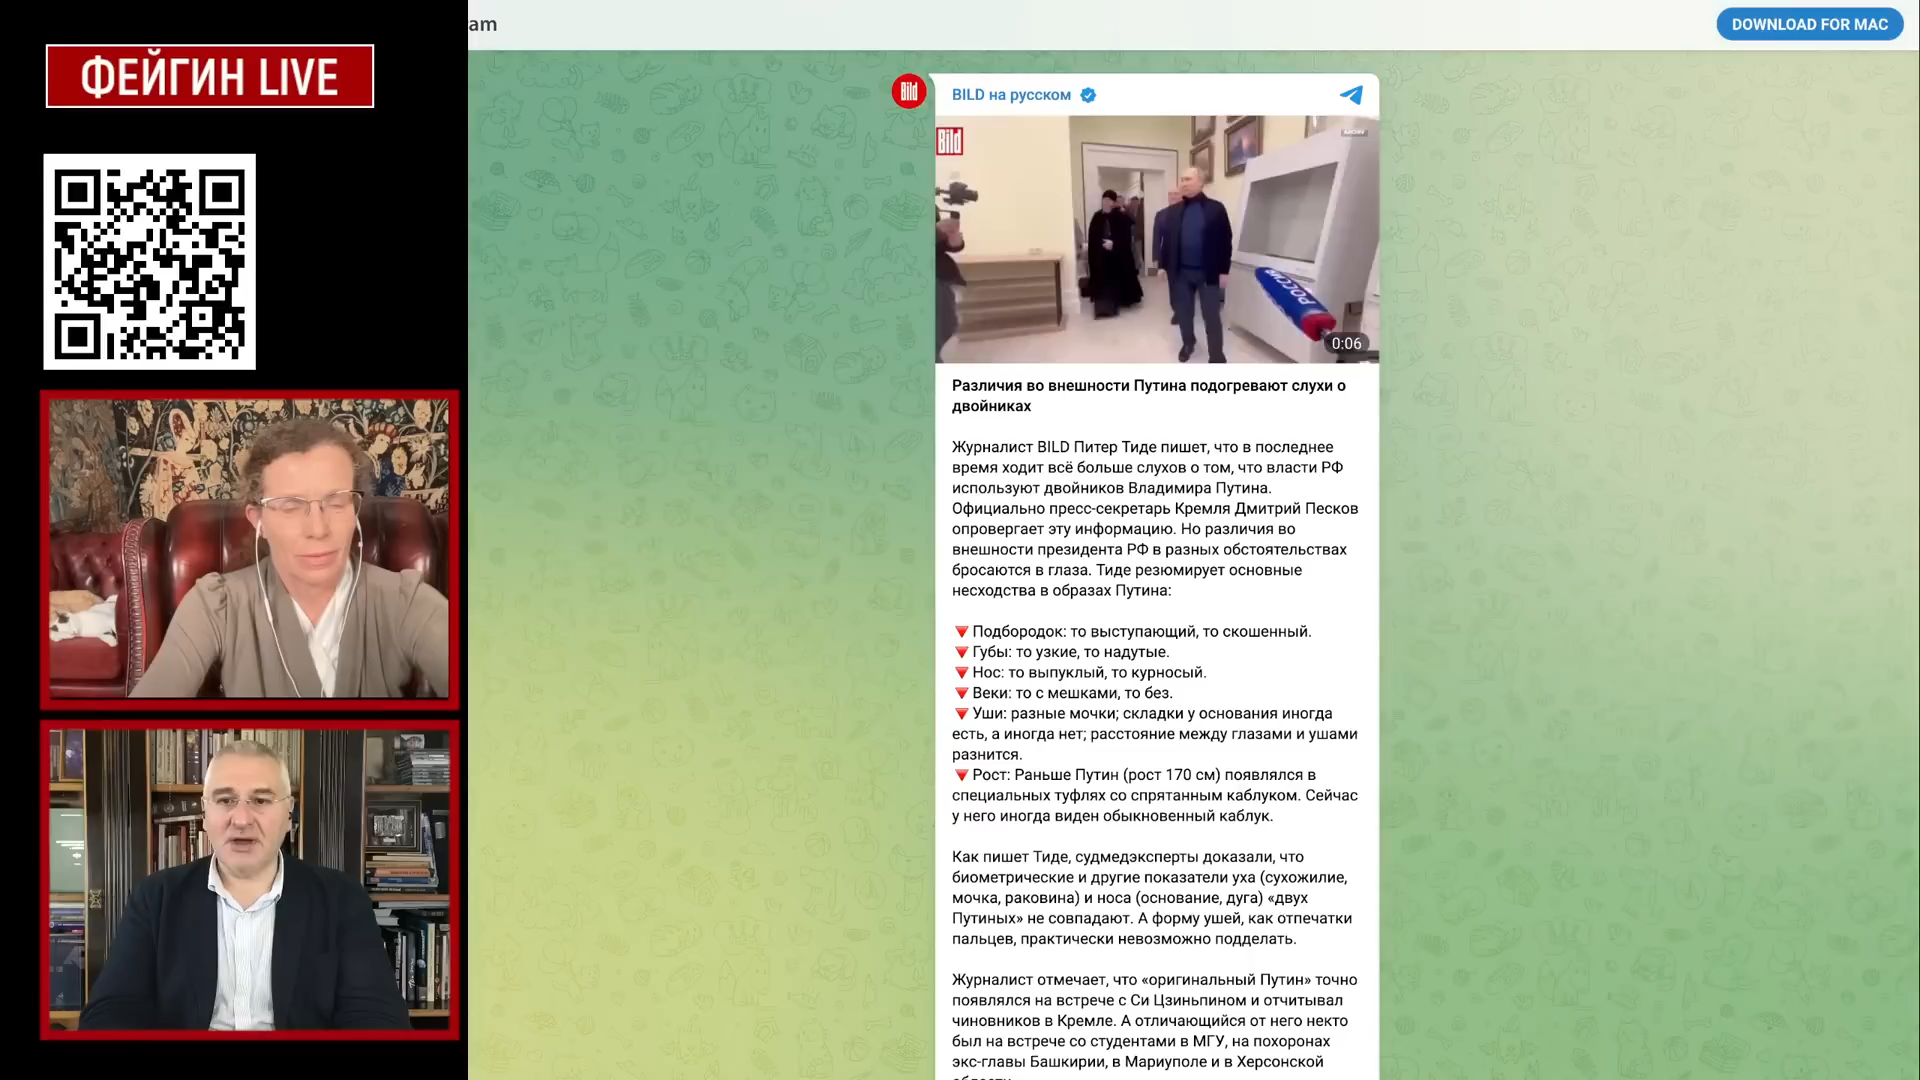 ФЕЙГИН LIVE
am
DOWNLOAD FOR MAC
Bild
BILD на русском
Bild
ARCHIV
РОССИЯ
0:06
Различия во внешности Путина подогревают слухи о
двойниках
Журналист BILD Питер Тиде пишет, что в последнее
время ходит всё больше слухов о том, что власти РФ
используют двойников Владимира Путина.
Официально пресс-секретарь Кремля Дмитрий Песков
опровергает эту информацию. Но различия во
внешности президента РФ в разных обстоятельствах
бросаются в глаза. Тиде резюмирует основные
несходства в образах Путина:
🔻Подбородок: то выступающий, то скошенный.
🔻Губы: то узкие, то надутые.
🔻Нос: то выпуклый, то курносый.
🔻Веки: то с мешками, то без.
🔻Уши: разные мочки; складки у основания иногда
есть, а иногда нет; расстояние между глазами и ушами
разнится.
🔻Рост: Раньше Путин (рост 170 см) появлялся в
специальных туфлях со спрятанным каблуком. Сейчас
у него иногда виден обыкновенный каблук.
Как пишет Тиде, судмедэксперты доказали, что
биометрические и другие показатели уха (сухожилие,
мочка, раковина) и носа (основание, дуга) «двух
Путиных» не совпадают. А форму ушей, как отпечатки
пальцев, практически невозможно подделать.
Журналист отмечает, что «оригинальный Путин» точно
появлялся на встрече с Си Цзиньпином и отчитывал
чиновников в Кремле. А отличающийся от него некто
был на встрече со студентами в МГУ, на похоронах
экс-главы Башкирии, в Мариуполе и в Херсонской